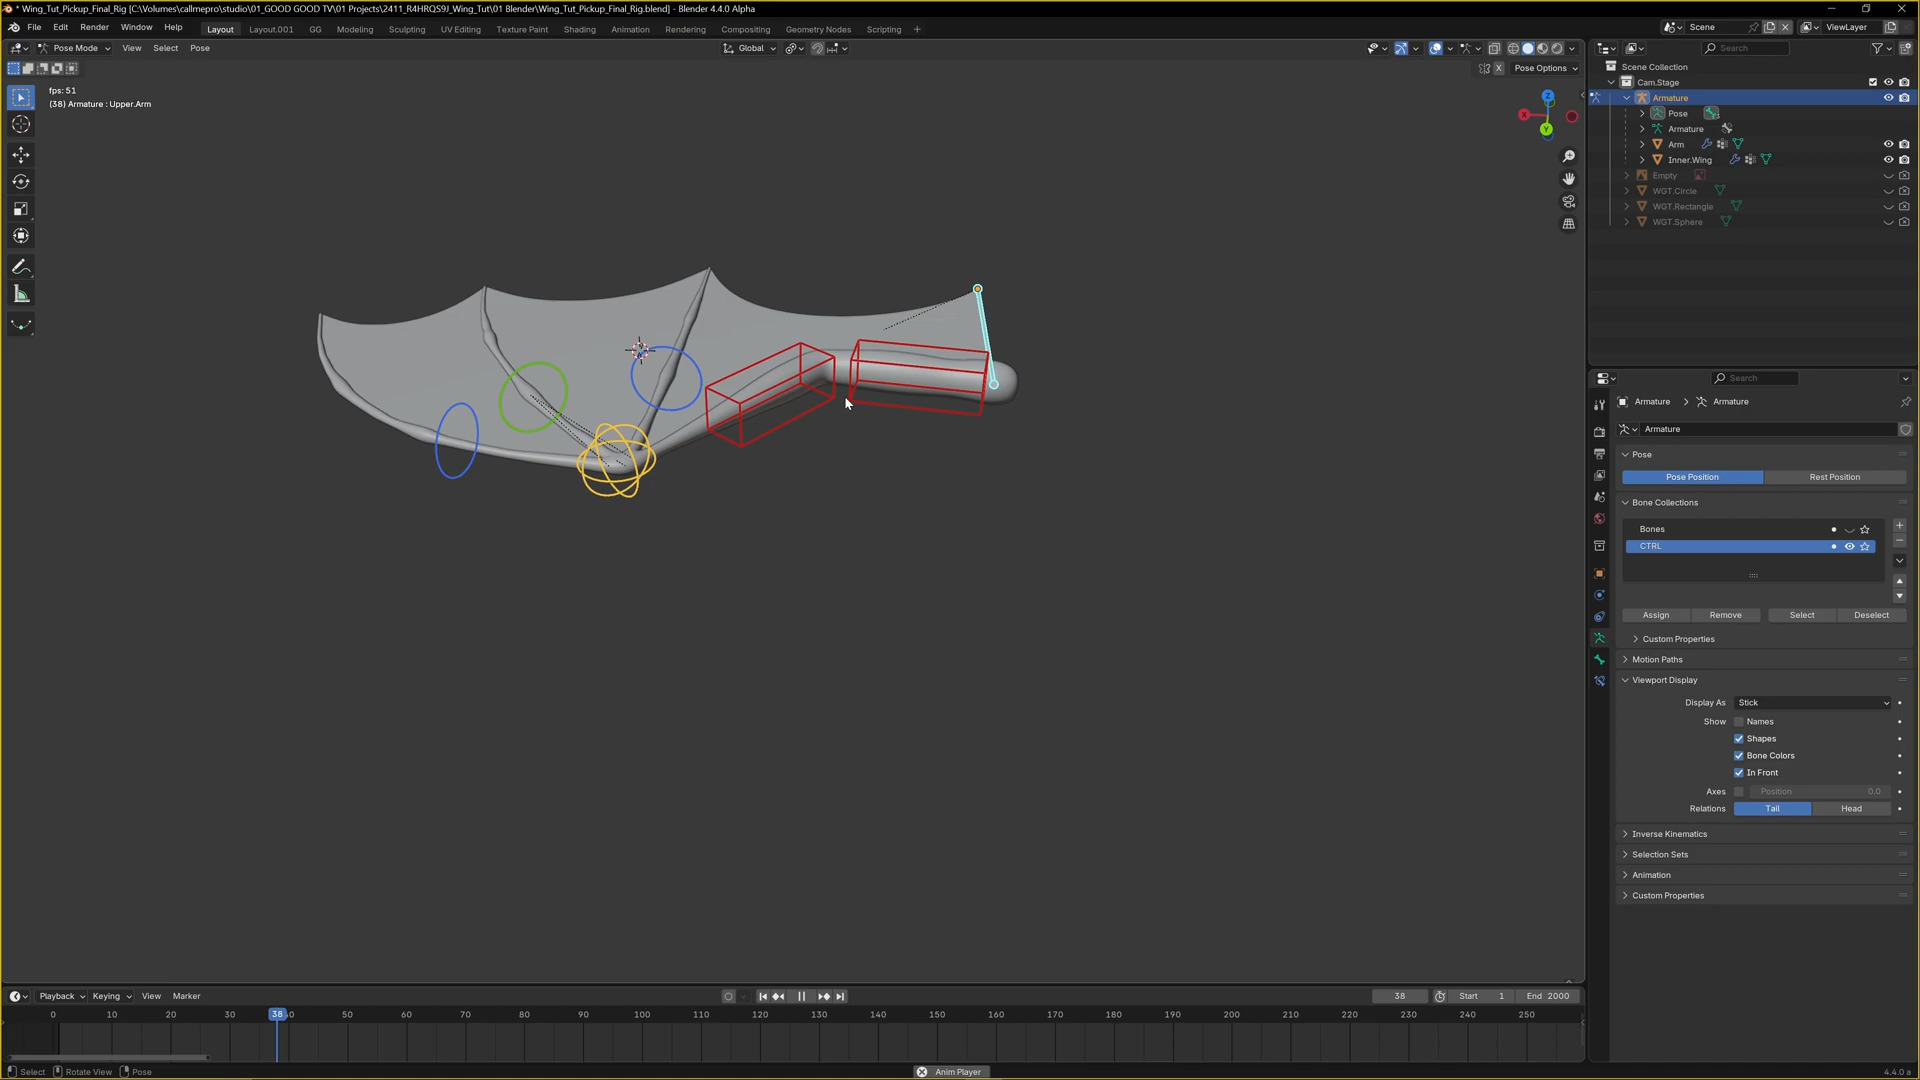 * Wing_Tut_Pickup_Final_Rig [C:\Volumes\callmepro\studio\01_GOOD GOOD TV\01 Projects\2411_R4HRQS9J_Wing_Tut\01 Blender\Wing_Tut_Pickup_Final_Rig.blend] - Blender 4.4.0 Alpha
File Edit Render Window Help Layout Layout.001 GG Modeling Sculpting UV Editing Texture Paint Shading Animation Rendering Compositing Geometry Nodes Scripting + Scene ViewLayer
Pose Mode View Select Pose Global Search
X Pose Options
Scene Collection
Cam.Stage
Armature
Pose
Armature
Arm
Inner.Wing
Empty
WGT.Circle
WGT.Rectangle
WGT.Sphere
fps: 51
(38) Armature : Upper.Arm
Z
X
Y
Search
Armature > Armature
Armature
Pose
Pose Position Rest Position
Bone Collections
Bones
CTRL
Assign Remove Select Deselect
Custom Properties
Motion Paths
Viewport Display
Display As Stick
Show Names
Shapes
Bone Colors
In Front
Axes Position 0.0
Relations Tail Head
Inverse Kinematics
Selection Sets
Animation
Custom Properties
Playback Keying View Marker 38 Start 1 End 2000
0 10 20 30 38 40 50 60 70 80 90 100 110 120 130 140 150 160 170 180 190 200 210 220 230 240 250
Select Rotate View Pose Anim Player 4.4.0 a